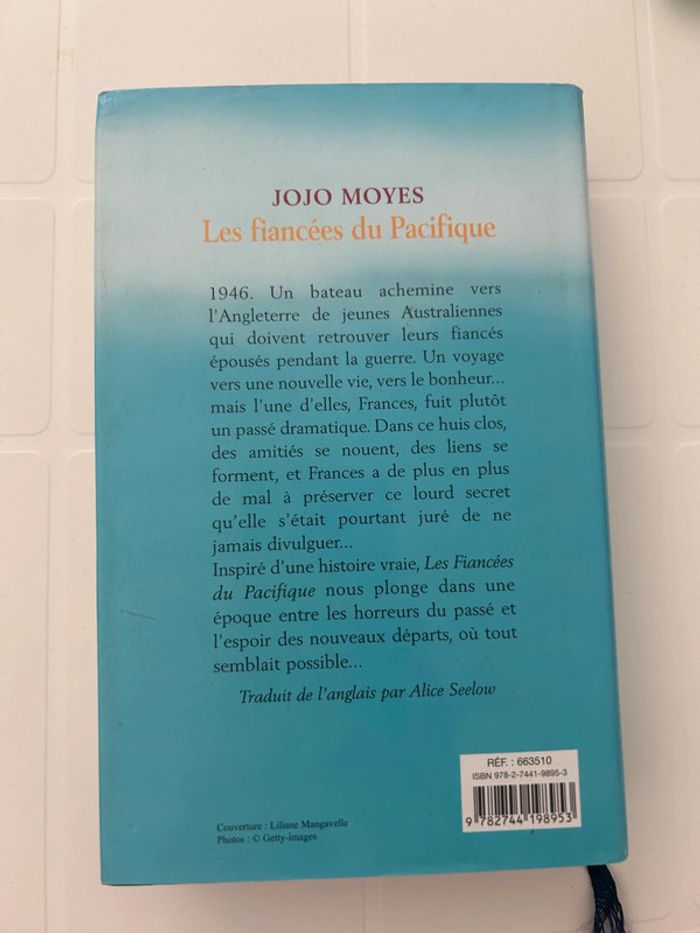 JOJO MOYES
Les fiancées du Pacifique
1946. Un bateau achemine vers
l'Angleterre de jeunes Australiennes
qui doivent retrouver leurs fiancés
épousés pendant la guerre. Un voyage
vers une nouvelle vie, vers le bonheur...
mais l'une d'elles, Frances, fuit plutôt
un passé dramatique. Dans ce huis clos,
des amitiés se nouent, des liens se
forment, et Frances a de plus en plus
de mal à préserver ce lourd secret
qu'elle s'était pourtant juré de ne
jamais divulguer...
Inspiré d'une histoire vraie, Les Fiancées
du Pacifique nous plonge dans une
époque entre les horreurs du passé et
l'espoir des nouveaux départs, où tout
semblait possible...
Traduit de l'anglais par Alice Seelow
RÉF. : 663510
ISBN 978-2-7441-9895-3
9 782744 198953
Couverture : Liliane Mangavelle
Photos : © Getty-images